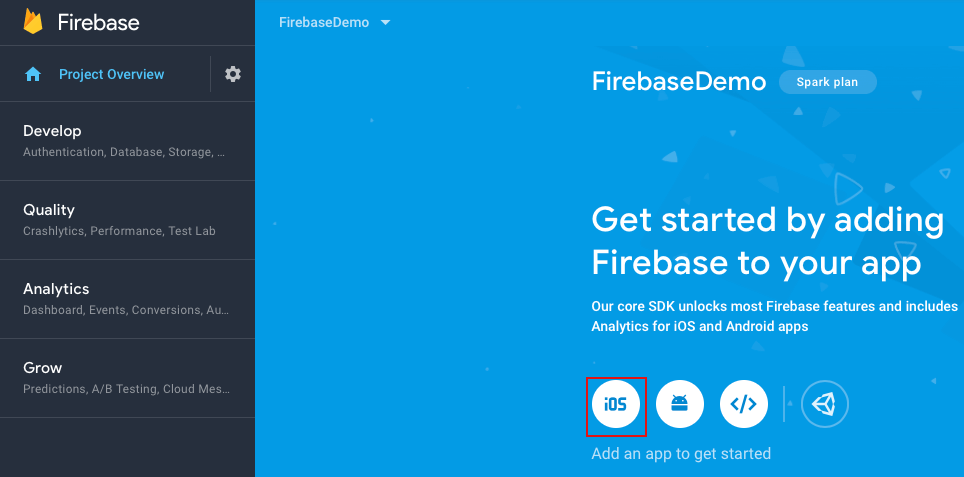 Firebase
FirebaseDemo
Project Overview
FirebaseDemo
Spark plan
Develop
Authentication, Database, Storage, ...
Quality
Crashlytics, Performance, Test Lab
Analytics
Dashboard, Events, Conversions, Au...
Grow
Predictions, A/B Testing, Cloud Mes...
Get started by adding
Firebase to your app
Our core SDK unlocks most Firebase features and includes
Analytics for iOS and Android apps
iOS
Add an app to get started